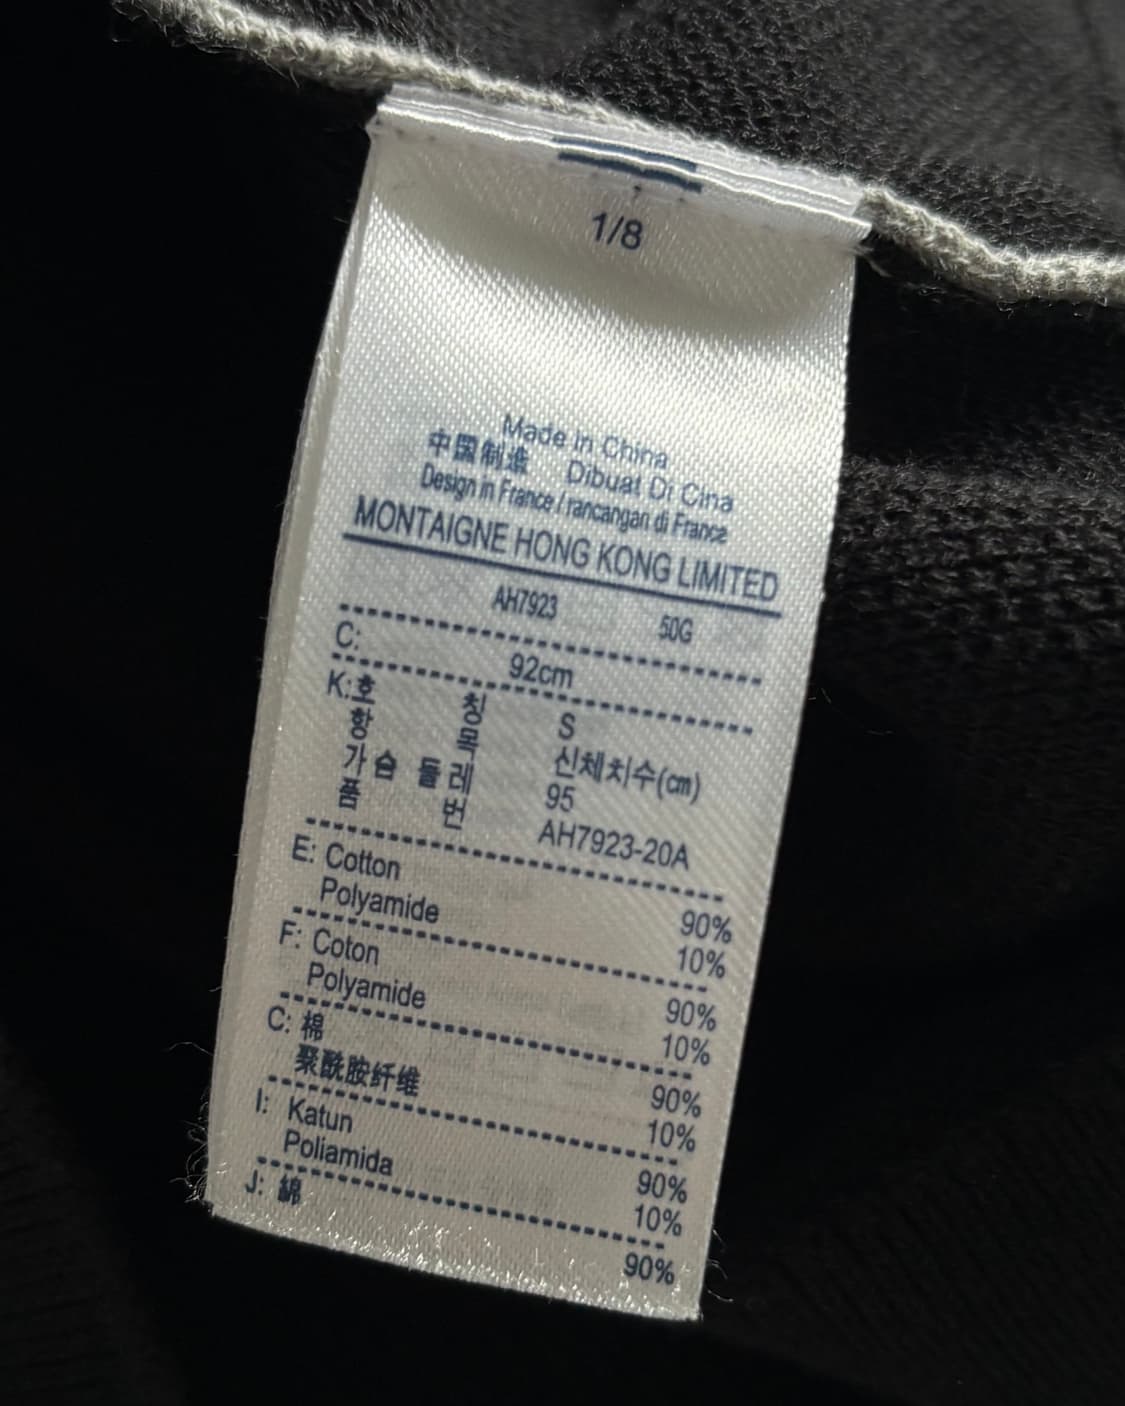 1/8
Made in China
中国制造 Dibuat Di Cina
Design in France / rancangan di France
MONTAIGNE HONG KONG LIMITED
AH7923 50G
C: 92cm
K:호 칭 S
항 목 신체치수(㎝)
가슴 둘레 95
품 번 AH7923-20A
E: Cotton 90%
Polyamide 10%
F: Coton 90%
Polyamide 10%
C: 棉 90%
聚酰胺纤维 10%
I: Katun 90%
Poliamida 10%
J: 綿 90%